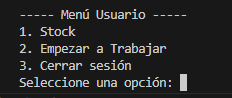 ----- Menú Usuario -----
1. Stock
2. Empezar a Trabajar
3. Cerrar sesión
Seleccione una opción: